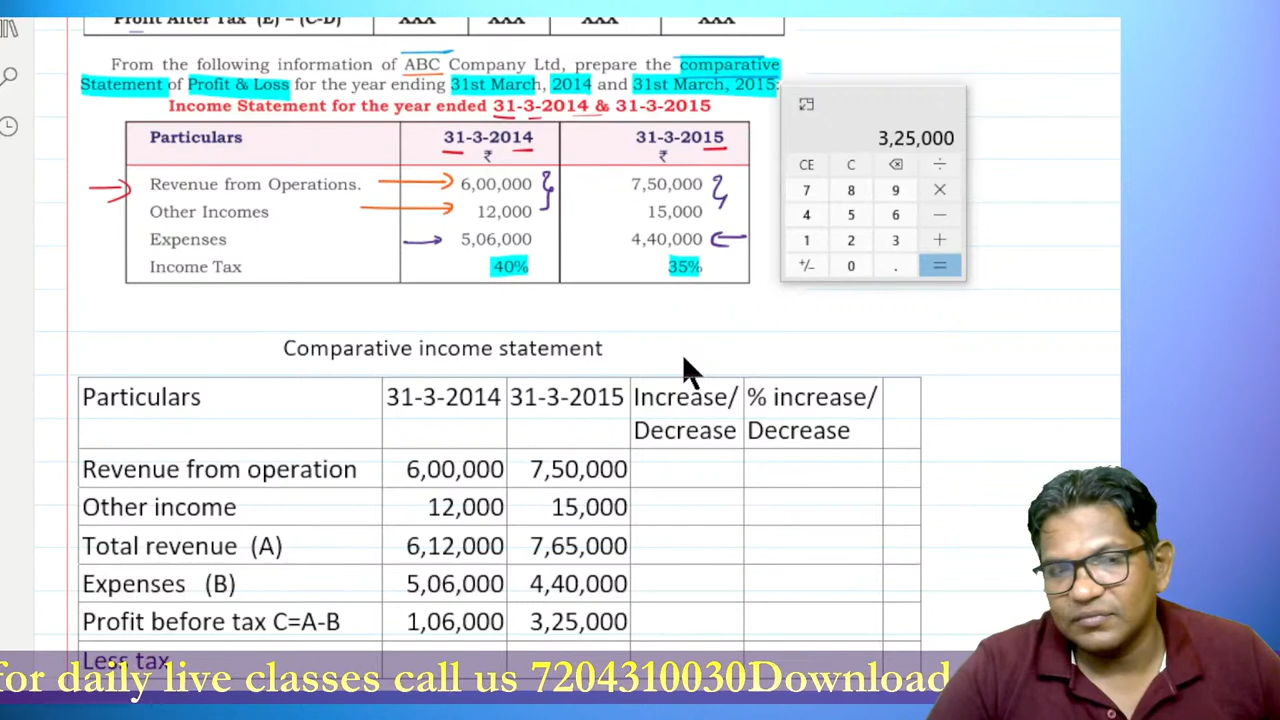 Profit After Tax (E) = (C-D) XXX XXX XXX XXX
From the following information of ABC Company Ltd, prepare the comparative
Statement of Profit & Loss for the year ending 31st March, 2014 and 31st March, 2015:
Income Statement for the year ended 31-3-2014 & 31-3-2015
Particulars 31-3-2014 31-3-2015
₹ ₹
Revenue from Operations. 6,00,000 7,50,000
Other Incomes 12,000 15,000
Expenses 5,06,000 4,40,000
Income Tax 40% 35%
3,25,000
CE C ⌫ ÷
7 8 9 ×
4 5 6 −
1 2 3 +
+/− 0 . =
Comparative income statement
Particulars 31-3-2014 31-3-2015 Increase/ % increase/
Decrease Decrease
Revenue from operation 6,00,000 7,50,000
Other income 12,000 15,000
Total revenue (A) 6,12,000 7,65,000
Expenses (B) 5,06,000 4,40,000
Profit before tax C=A-B 1,06,000 3,25,000
Less tax
for daily live classes call us 7204310030Download